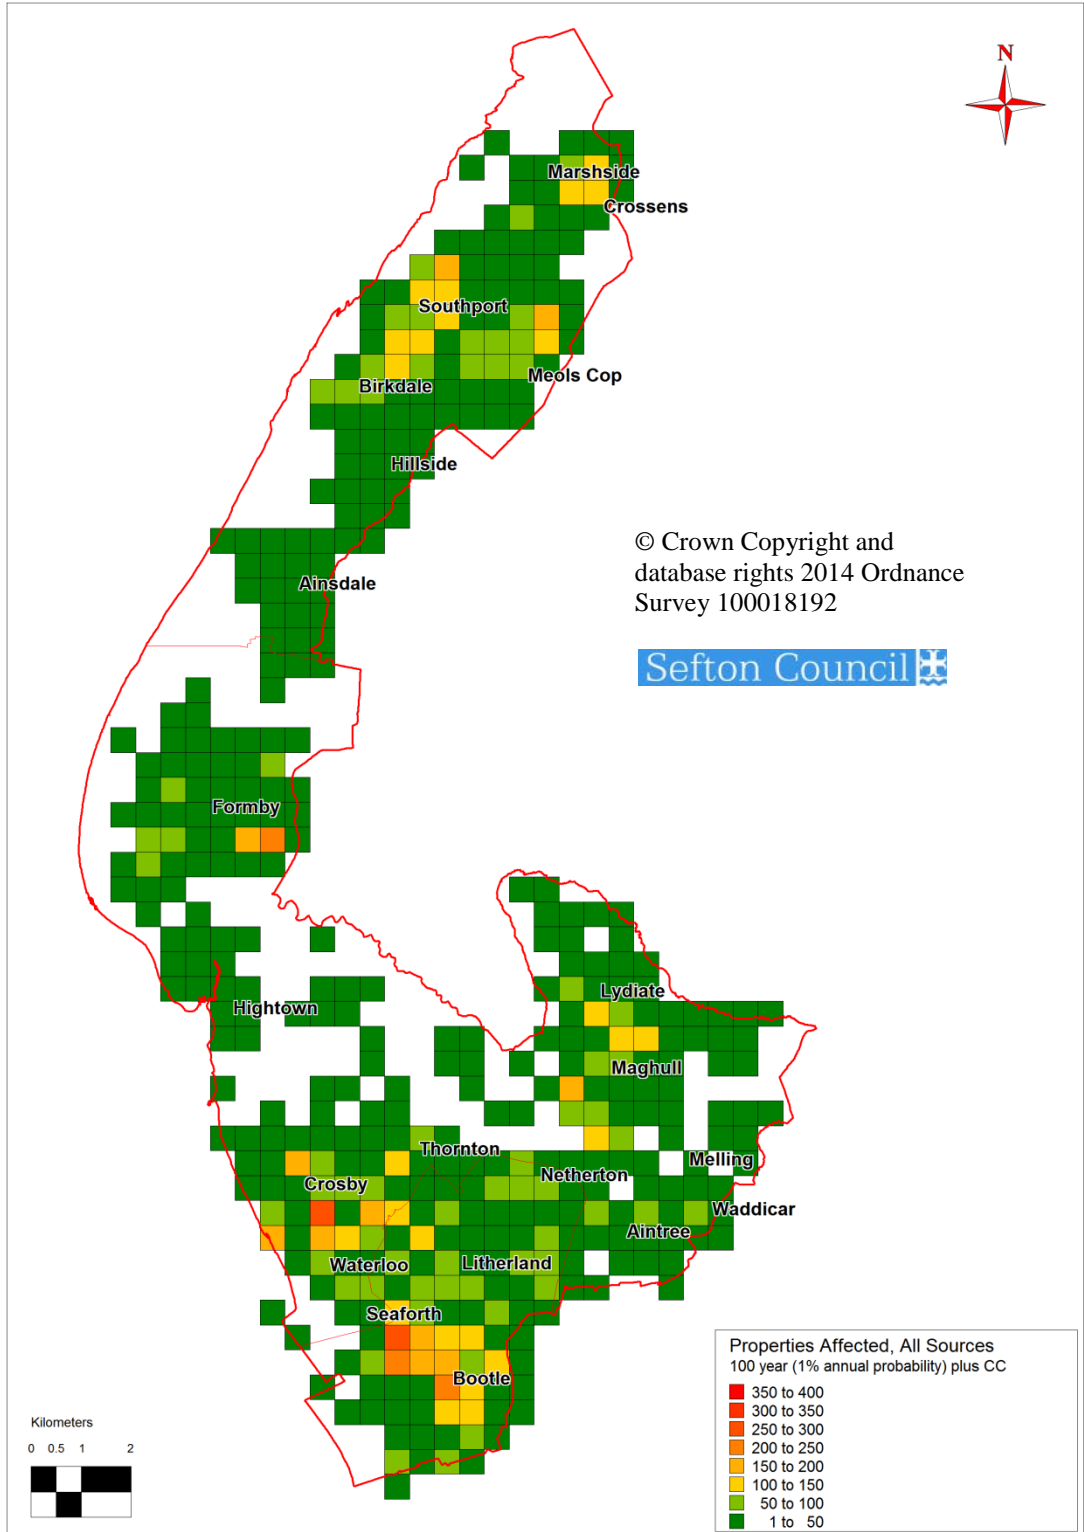 N
Marshside
Crossens
Southport
Meols Cop
Birkdale
Hillside
© Crown Copyright and
database rights 2014 Ordnance
Survey 100018192
Ainsdale
Sefton Council
Formby
Lydiate
Hightown
Maghull
Thornton
Melling
Netherton
Crosby
Waddicar
Aintree
Waterloo
Litherland
Seaforth
Bootle
Properties Affected, All Sources
100 year (1% annual probability) plus CC
350 to 400
300 to 350
250 to 300
200 to 250
150 to 200
100 to 150
50 to 100
1 to 50
Kilometers
0 0.5 1 2